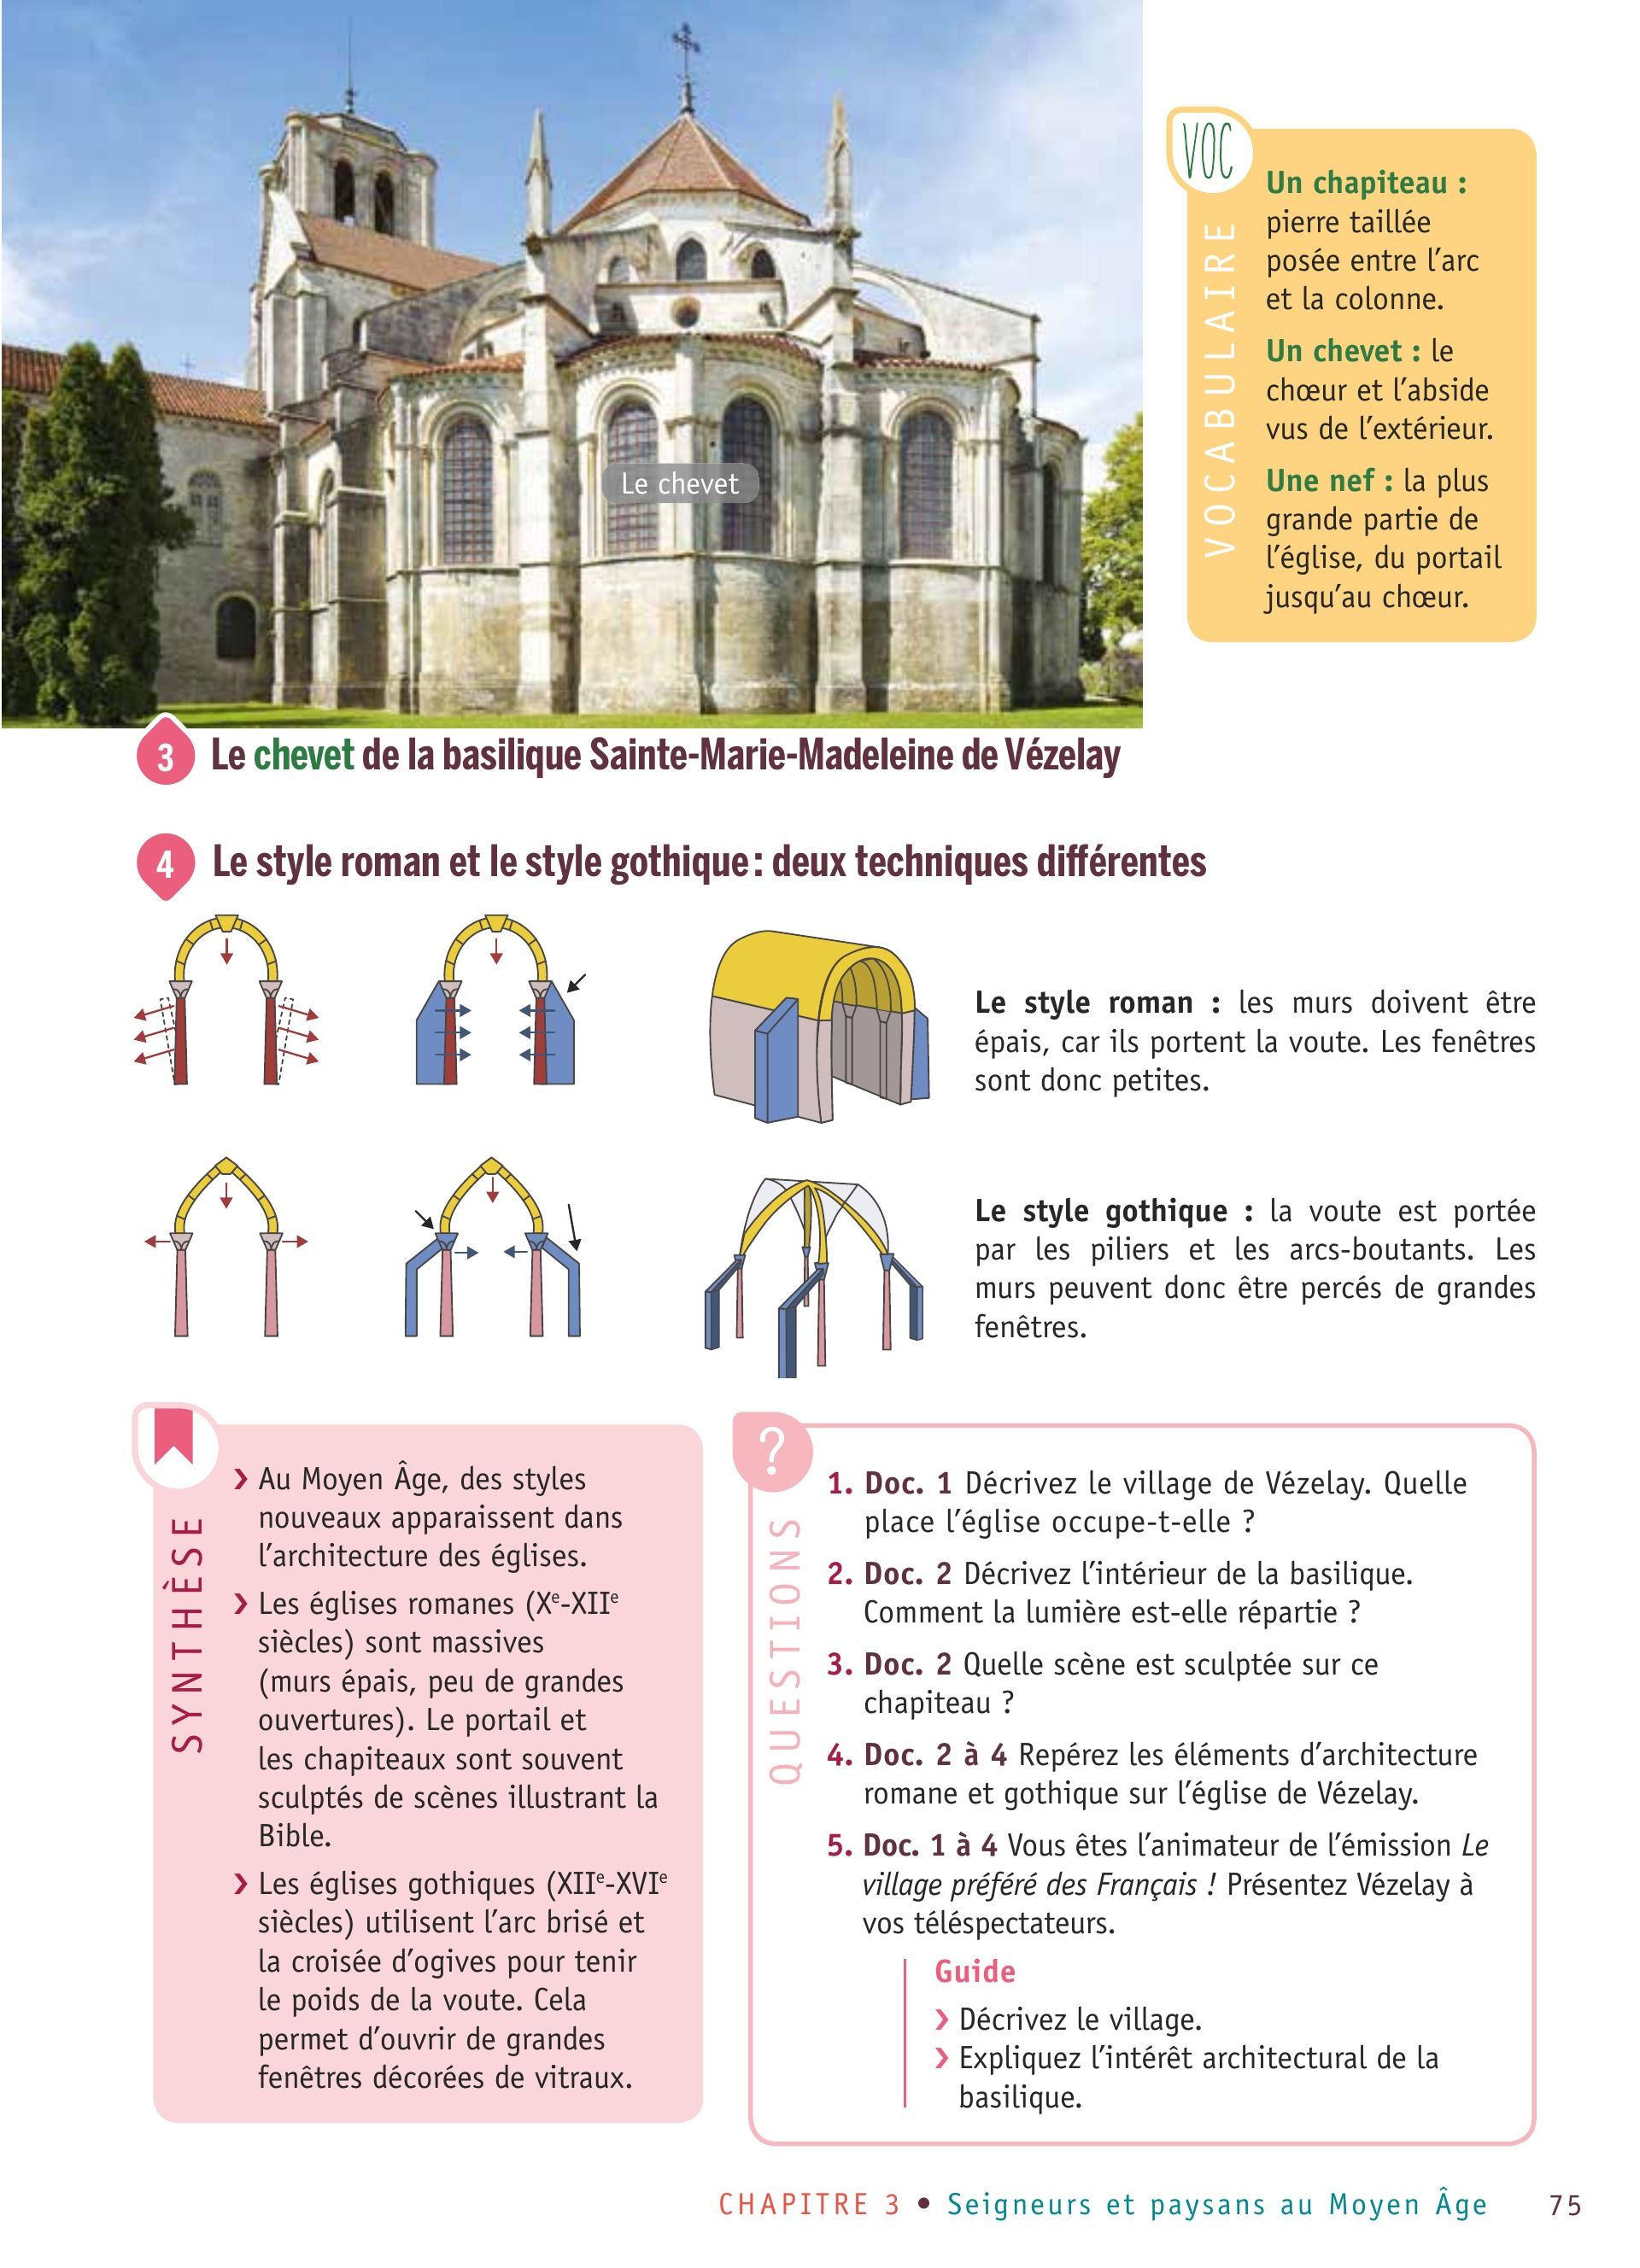 Le chevet
VOC
VOCABULAIRE
Un chapiteau :
pierre taillée
posée entre l’arc
et la colonne.
Un chevet : le
chœur et l’abside
vus de l’extérieur.
Une nef : la plus
grande partie de
l’église, du portail
jusqu’au chœur.
3 Le chevet de la basilique Sainte-Marie-Madeleine de Vézelay
4 Le style roman et le style gothique : deux techniques différentes
Le style roman : les murs doivent être
épais, car ils portent la voute. Les fenêtres
sont donc petites.
Le style gothique : la voute est portée
par les piliers et les arcs-boutants. Les
murs peuvent donc être percés de grandes
fenêtres.
SYNTHÈSE
› Au Moyen Âge, des styles
nouveaux apparaissent dans
l’architecture des églises.
› Les églises romanes (Xe-XIIe
siècles) sont massives
(murs épais, peu de grandes
ouvertures). Le portail et
les chapiteaux sont souvent
sculptés de scènes illustrant la
Bible.
› Les églises gothiques (XIIe-XVIe
siècles) utilisent l’arc brisé et
la croisée d’ogives pour tenir
le poids de la voute. Cela
permet d’ouvrir de grandes
fenêtres décorées de vitraux.
?
QUESTIONS
1. Doc. 1 Décrivez le village de Vézelay. Quelle
place l’église occupe-t-elle ?
2. Doc. 2 Décrivez l’intérieur de la basilique.
Comment la lumière est-elle répartie ?
3. Doc. 2 Quelle scène est sculptée sur ce
chapiteau ?
4. Doc. 2 à 4 Repérez les éléments d’architecture
romane et gothique sur l’église de Vézelay.
5. Doc. 1 à 4 Vous êtes l’animateur de l’émission Le
village préféré des Français ! Présentez Vézelay à
vos téléspectateurs.
Guide
› Décrivez le village.
› Expliquez l’intérêt architectural de la
basilique.
CHAPITRE 3 • Seigneurs et paysans au Moyen Âge 75